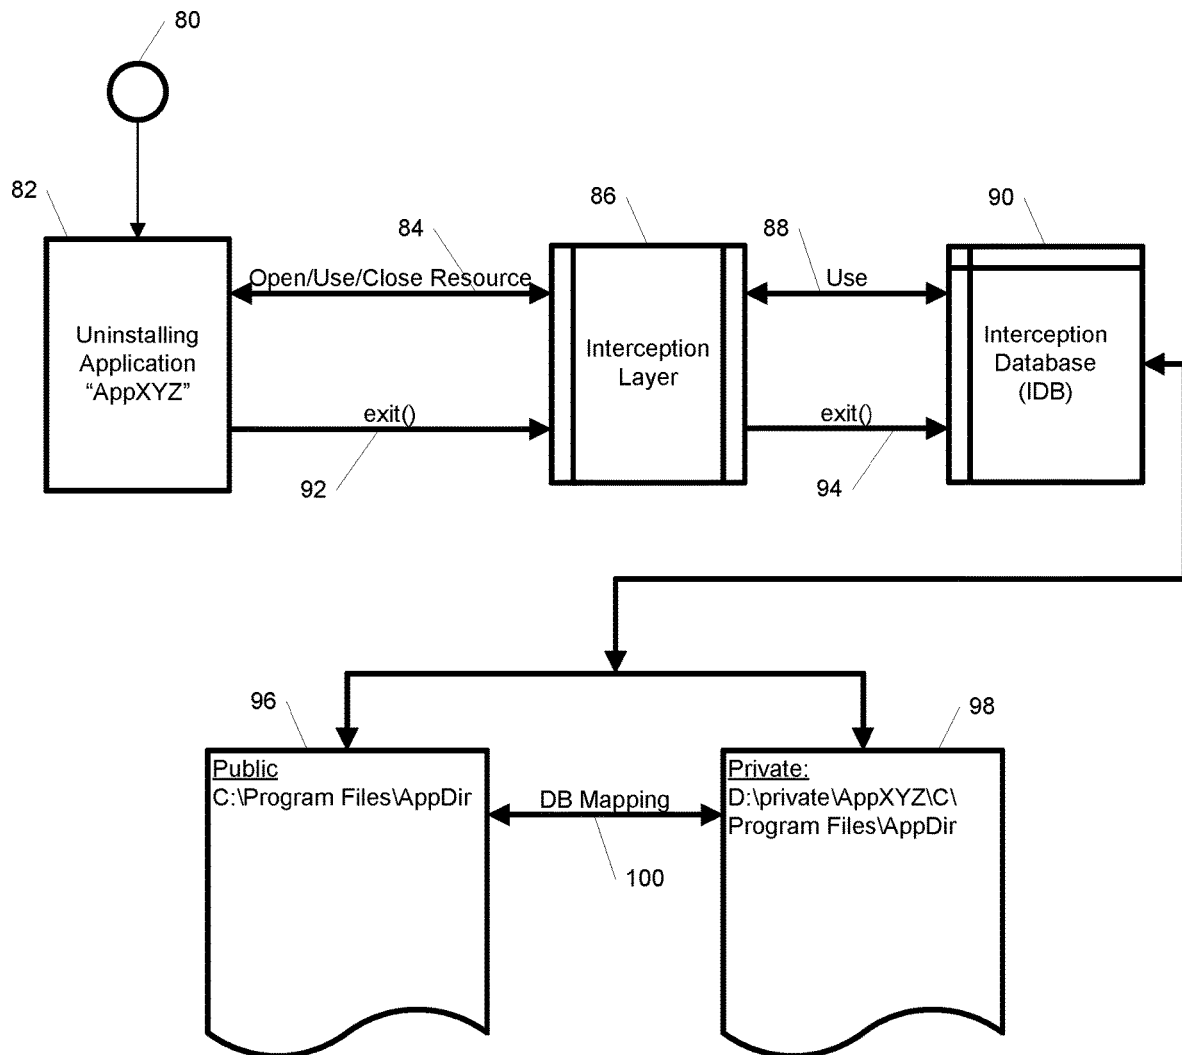 80
82
84
86
88
90
Open/Use/Close Resource
Use
Uninstalling
Application
“AppXYZ”
Interception
Layer
Interception
Database
(IDB)
exit()
exit()
92
94
96
98
Public
C:\Program Files\AppDir
DB Mapping
100
Private:
D:\private\AppXYZ\C\
Program Files\AppDir